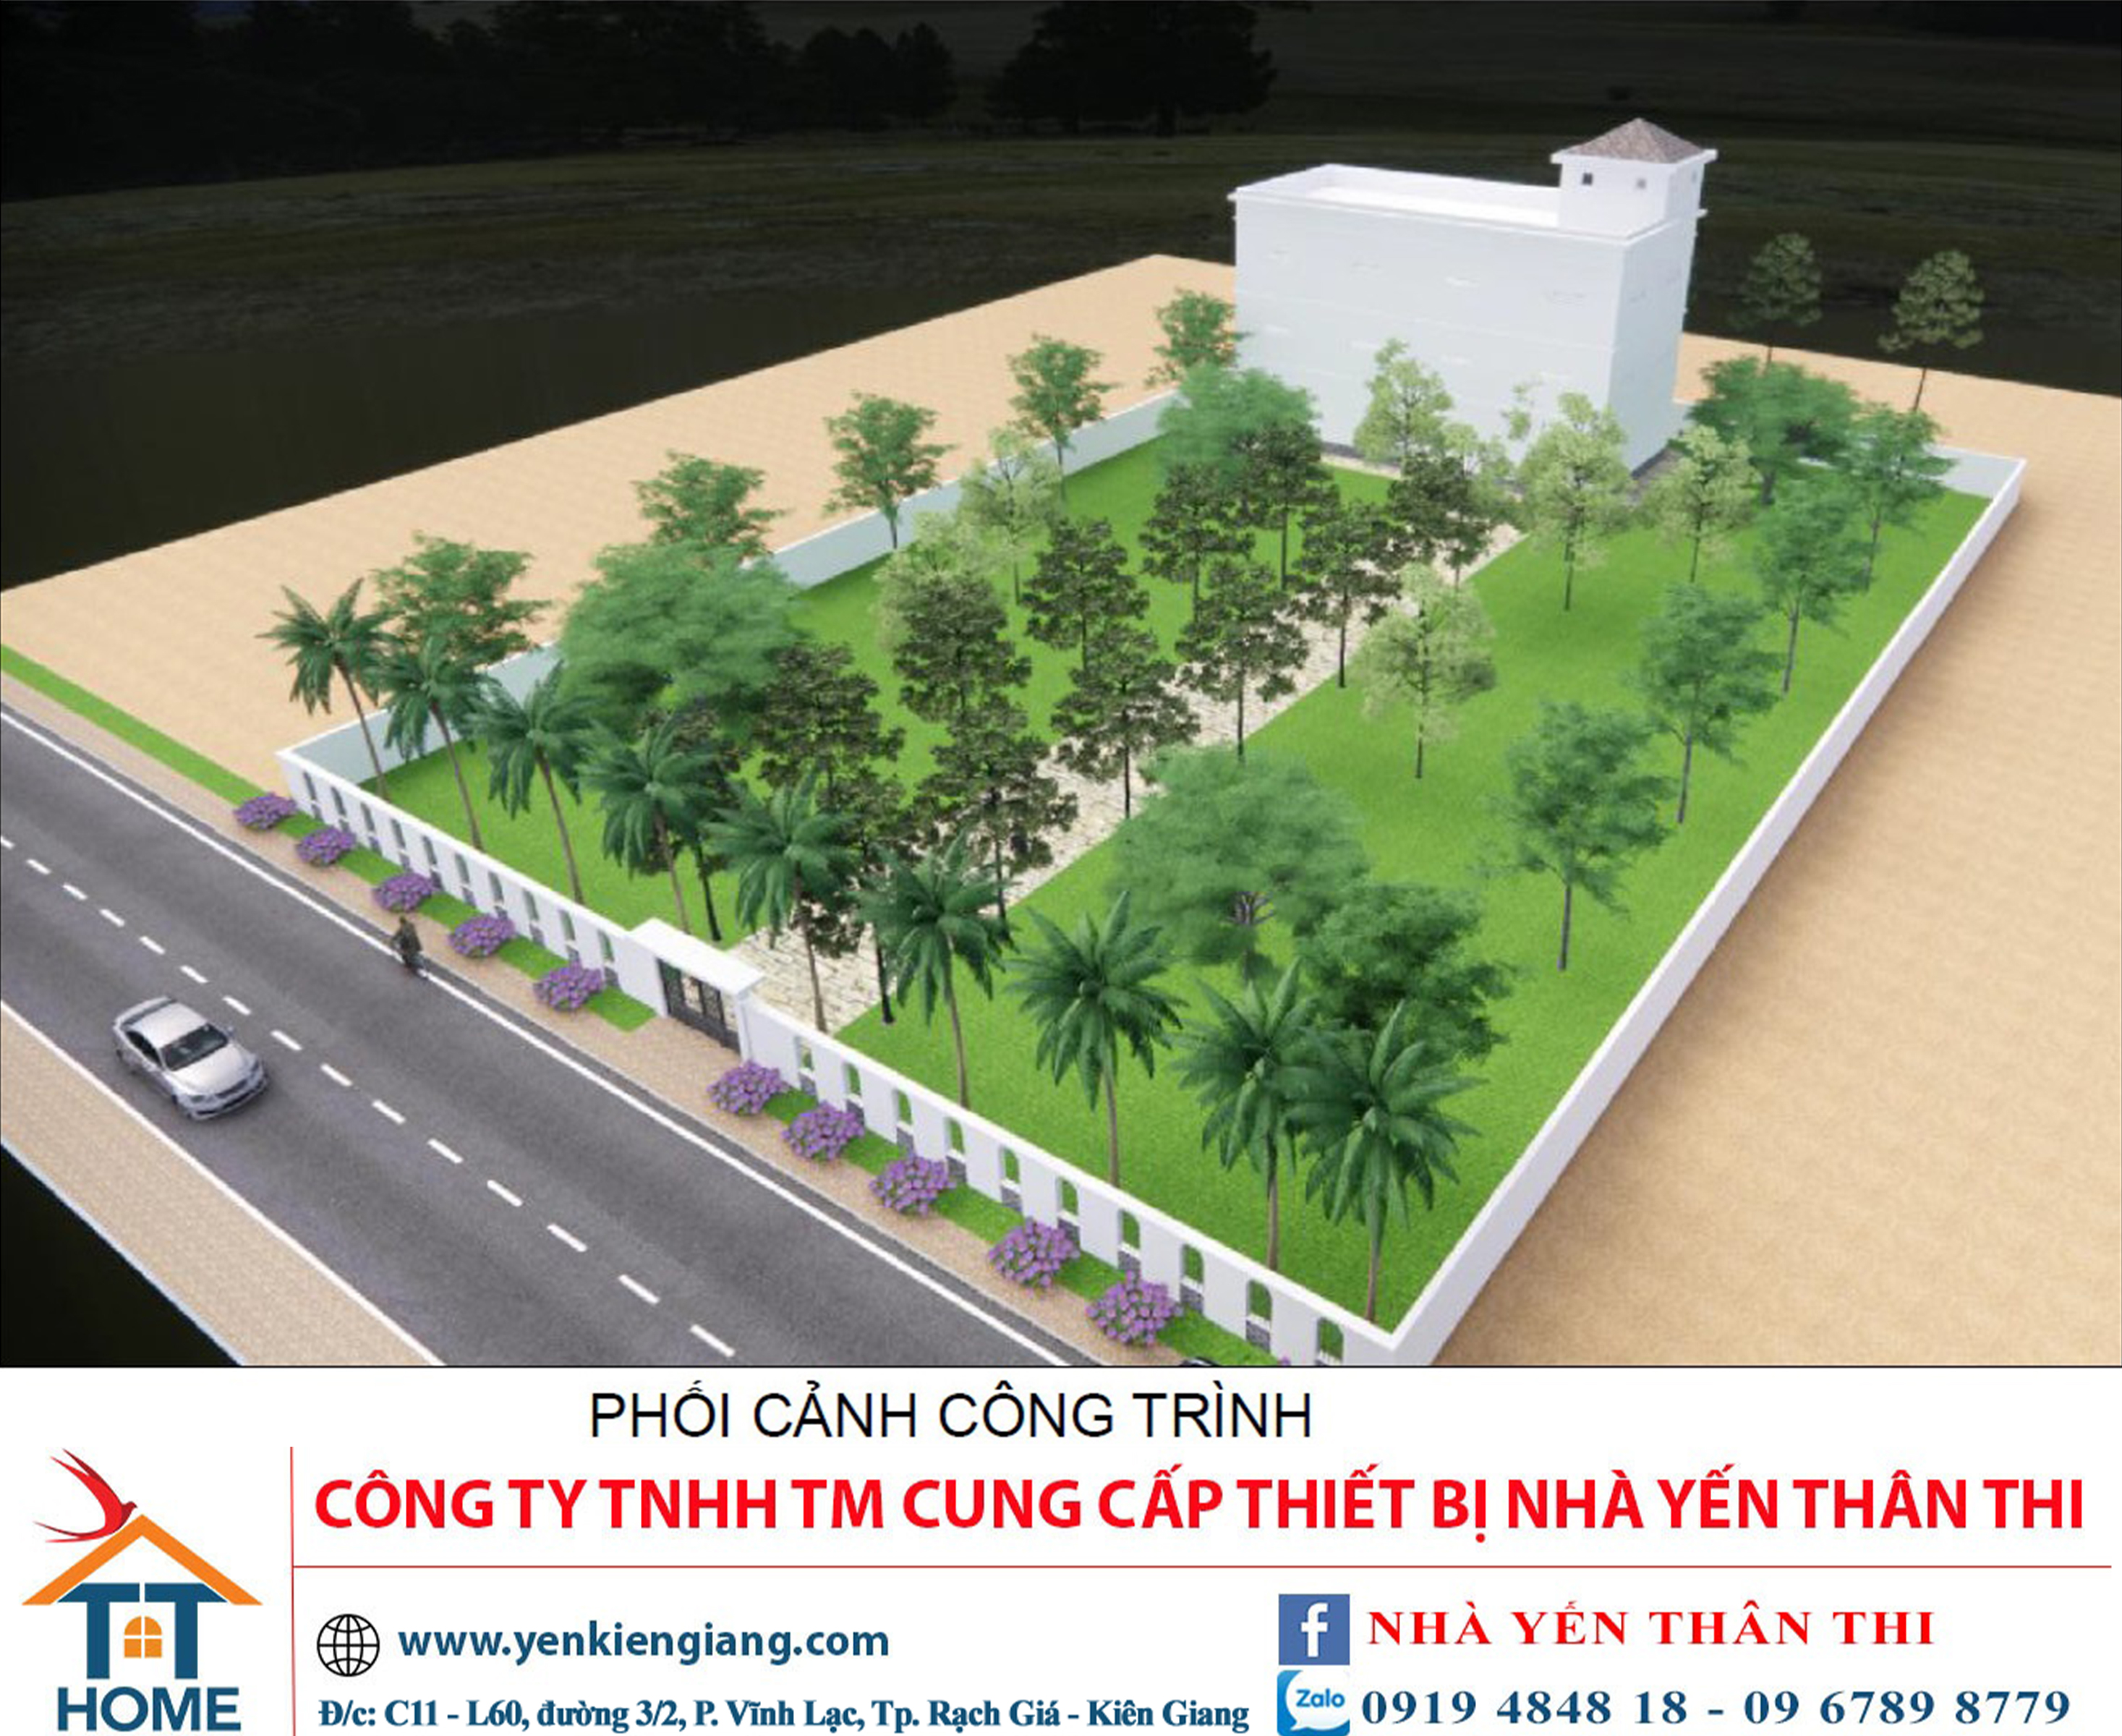 PHỐI CẢNH CÔNG TRÌNH
CÔNG TY TNHH TM CUNG CẤP THIẾT BỊ NHÀ YẾN THÂN THI
TT
HOME
www.yenkiengiang.com
Đ/c: C11 - L60, đường 3/2, P. Vĩnh Lạc, Tp. Rạch Giá - Kiên Giang
f NHÀ YẾN THÂN THI
Zalo 0919 4848 18 - 09 6789 8779